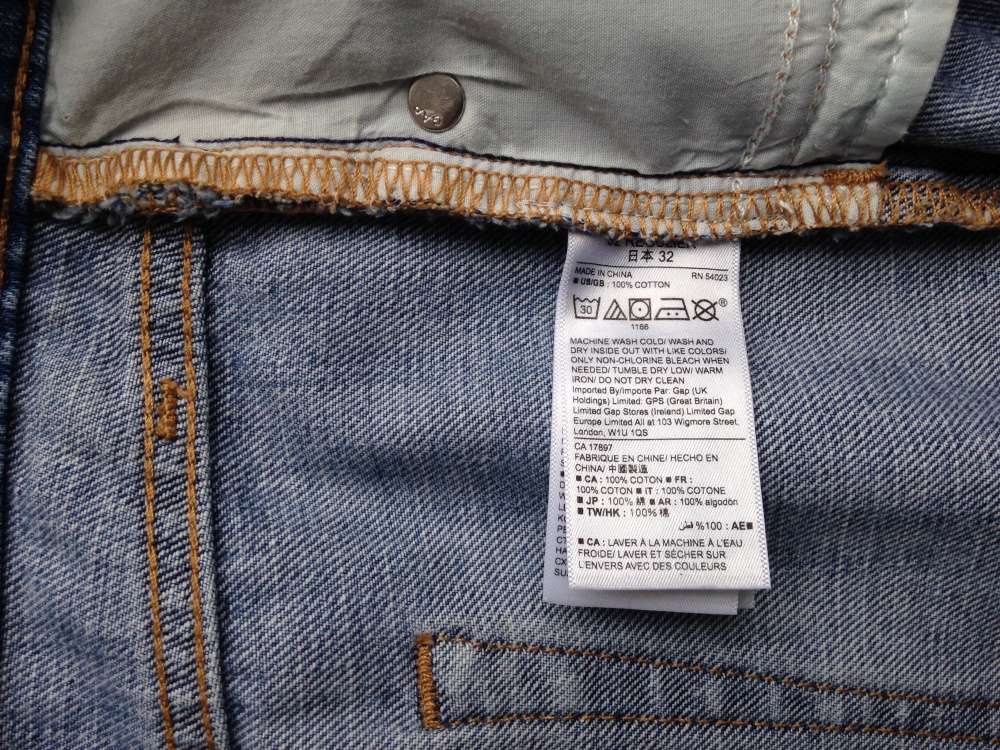 32 REGULIER
日本 32
MADE IN CHINA RN 54023
■ US/GB : 100% COTTON
30
®
1166
MACHINE WASH COLD/ WASH AND
DRY INSIDE OUT WITH LIKE COLORS/
ONLY NON-CHLORINE BLEACH WHEN
NEEDED/ TUMBLE DRY LOW/ WARM
IRON/ DO NOT DRY CLEAN
Imported By/Importe Par: Gap (UK
Holdings) Limited: GPS (Great Britain)
Limited Gap Stores (Ireland) Limited Gap
Europe Limited All at 103 Wigmore Street,
London, W1U 1QS
CA 17897
FABRIQUE EN CHINE/ HECHO EN
CHINA/ 中國製造
■ CA : 100% COTON ■ FR :
100% COTON ■ IT : 100% COTONE
■ JP : 100% 綿 ■ AR : 100% algodón
■ TW/HK : 100% 棉
■AE : 100% قطن
■ CA : LAVER À LA MACHINE À L'EAU
FROIDE/ LAVER ET SÉCHER SUR
L'ENVERS AVEC DES COULEURS